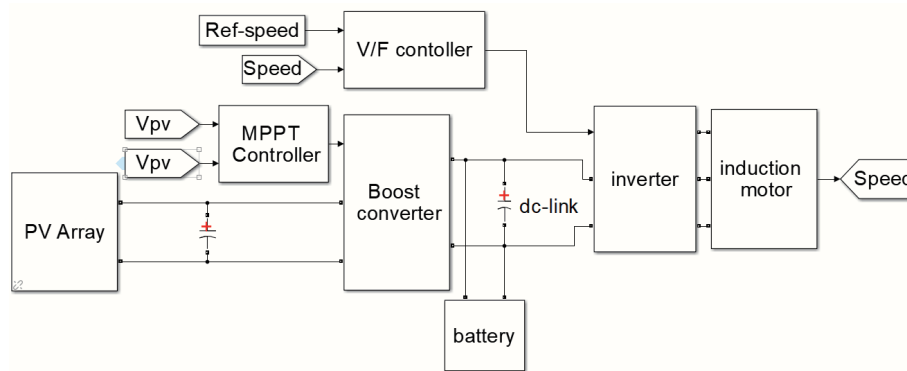 Ref-speed
V/F contoller
Speed
Vpv
MPPT
Controller
Vpv
PV Array
Boost
converter
dc-link
battery
inverter
induction
motor
Speed